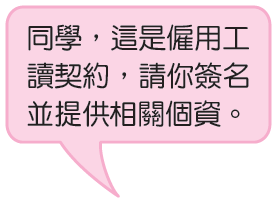 同學，這是僱用工
讀契約，請你簽名
並提供相關個資。